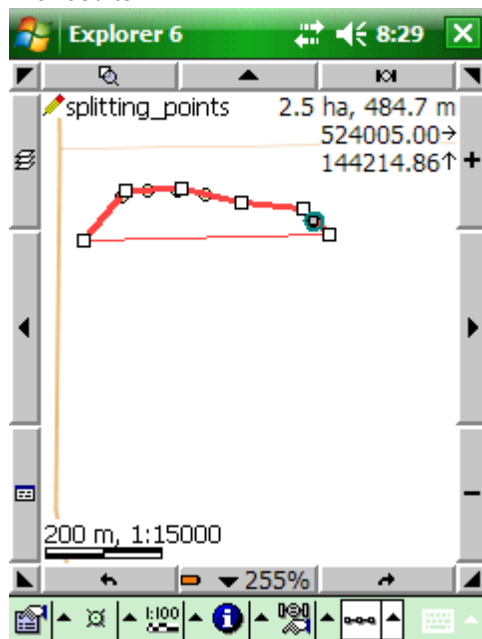 Explorer 6 8:29
splitting_points 2.5 ha, 484.7 m
524005.00→
144214.86↑
200 m, 1:15000
255%
1:100